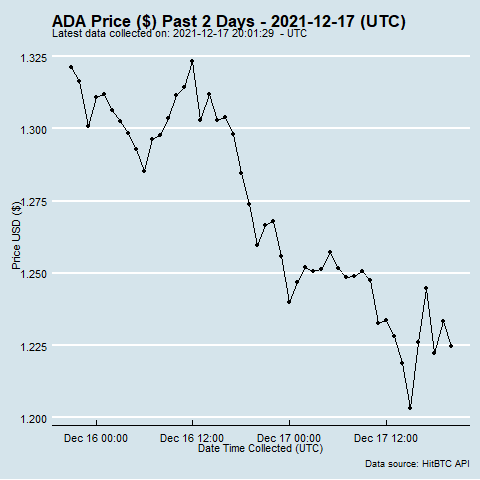 ADA Price ($) Past 2 Days - 2021-12-17 (UTC)
Latest data collected on: 2021-12-17 20:01:29  - UTC
1.325
1.300
1.275
1.250
1.225
1.200
Price USD ($)
Dec 16 00:00 Dec 16 12:00 Dec 17 00:00 Dec 17 12:00
Date Time Collected (UTC)
Data source: HitBTC API